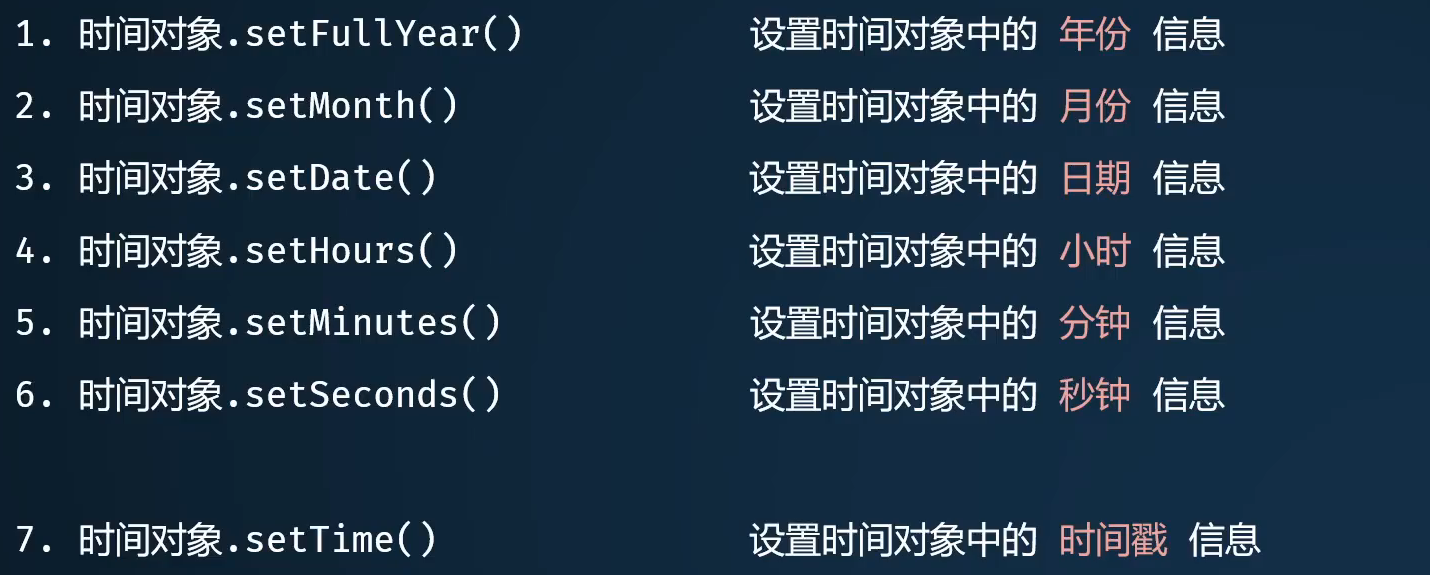 1. 时间对象.setFullYear() 设置时间对象中的 年份 信息
2. 时间对象.setMonth() 设置时间对象中的 月份 信息
3. 时间对象.setDate() 设置时间对象中的 日期 信息
4. 时间对象.setHours() 设置时间对象中的 小时 信息
5. 时间对象.setMinutes() 设置时间对象中的 分钟 信息
6. 时间对象.setSeconds() 设置时间对象中的 秒钟 信息
7. 时间对象.setTime() 设置时间对象中的 时间戳 信息